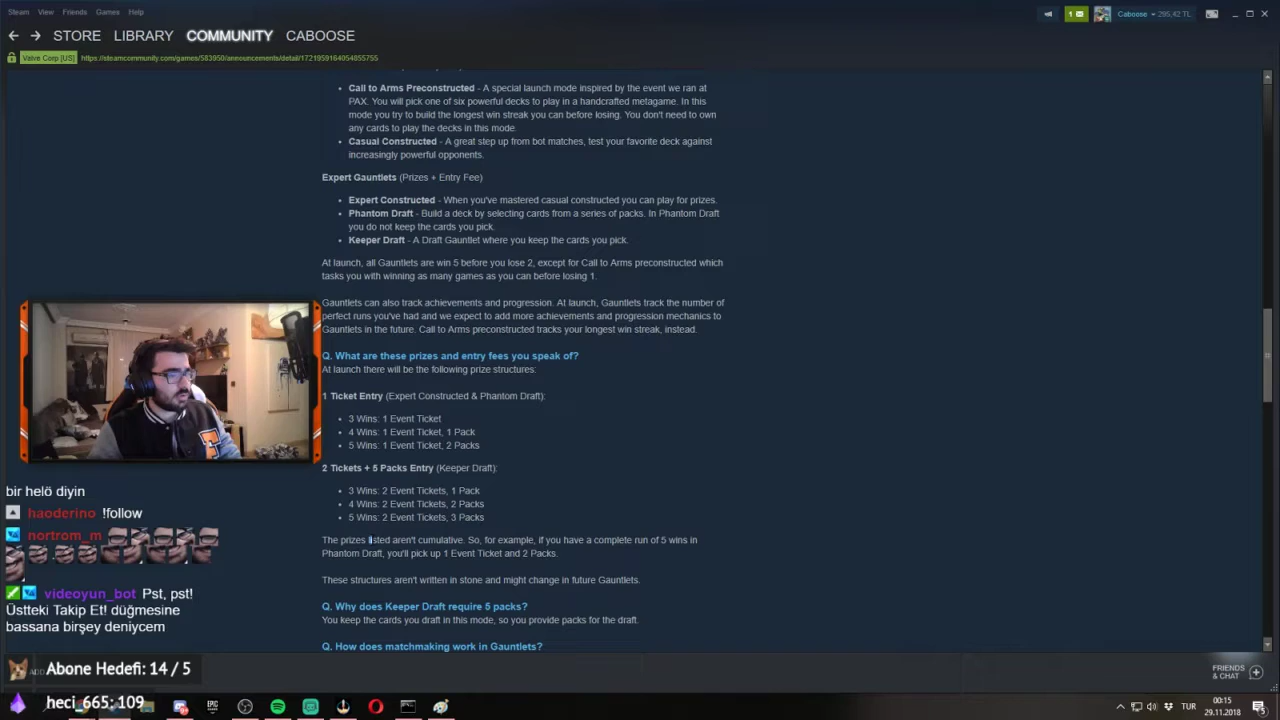 Steam View Friends Games Help
1 Caboose 295,42 TL
STORE LIBRARY COMMUNITY CABOOSE
Valve Corp [US] https://steamcommunity.com/games/583950/announcements/detail/1721959164054855755
• Call to Arms Preconstructed - A special launch mode inspired by the event we ran at
PAX. You will pick one of six powerful decks to play in a handcrafted metagame. In this
mode you try to build the longest win streak you can before losing. You don't need to own
any cards to play the decks in this mode.
• Casual Constructed - A great step up from bot matches, test your favorite deck against
increasingly powerful opponents.
Expert Gauntlets (Prizes + Entry Fee)
• Expert Constructed - When you've mastered casual constructed you can play for prizes.
• Phantom Draft - Build a deck by selecting cards from a series of packs. In Phantom Draft
you do not keep the cards you pick.
• Keeper Draft - A Draft Gauntlet where you keep the cards you pick.
At launch, all Gauntlets are win 5 before you lose 2, except for Call to Arms preconstructed which
tasks you with winning as many games as you can before losing 1.
Gauntlets can also track achievements and progression. At launch, Gauntlets track the number of
perfect runs you've had and we expect to add more achievements and progression mechanics to
Gauntlets in the future. Call to Arms preconstructed tracks your longest win streak, instead.
Q. What are these prizes and entry fees you speak of?
At launch there will be the following prize structures:
1 Ticket Entry (Expert Constructed & Phantom Draft):
• 3 Wins: 1 Event Ticket
• 4 Wins: 1 Event Ticket, 1 Pack
• 5 Wins: 1 Event Ticket, 2 Packs
2 Tickets + 5 Packs Entry (Keeper Draft):
• 3 Wins: 2 Event Tickets, 1 Pack
• 4 Wins: 2 Event Tickets, 2 Packs
• 5 Wins: 2 Event Tickets, 3 Packs
The prizes listed aren't cumulative. So, for example, if you have a complete run of 5 wins in
Phantom Draft, you'll pick up 1 Event Ticket and 2 Packs.
These structures aren't written in stone and might change in future Gauntlets.
Q. Why does Keeper Draft require 5 packs?
You keep the cards you draft in this mode, so you provide packs for the draft.
Q. How does matchmaking work in Gauntlets?
bir helö diyin
haoderino !follow
nortrom_m
videoyun_bot Pst, pst!
Üstteki Takip Et! düğmesine
bassana birşey deniycem
Abone Hedefi: 14 / 5
heci_665:109
FRIENDS
& CHAT
EPIC
TUR
00:15
29.11.2018
5